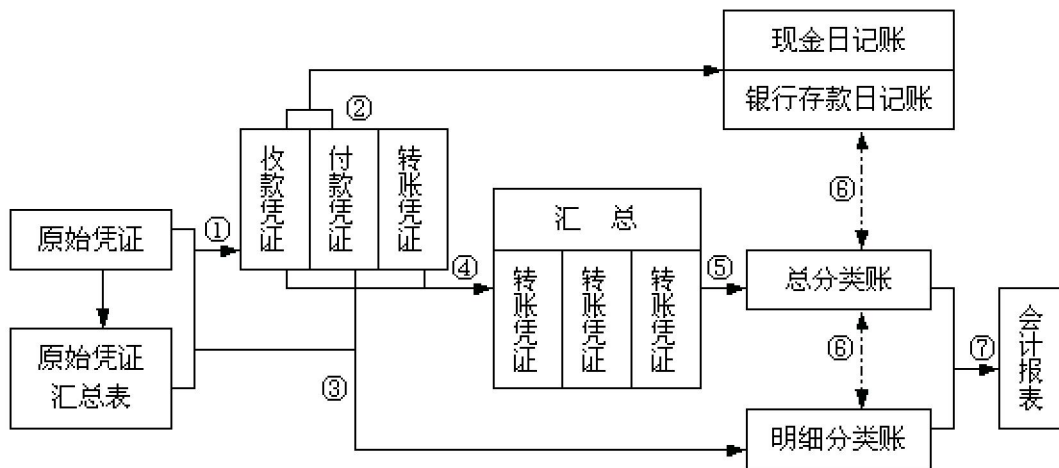 现金日记账
银行存款日记账
②
收款凭证
付款凭证
转账凭证
⑥
原始凭证
①
汇 总
④
转账凭证
转账凭证
转账凭证
⑤
总分类账
原始凭证
汇总表
③
⑥
⑦
会计报表
明细分类账